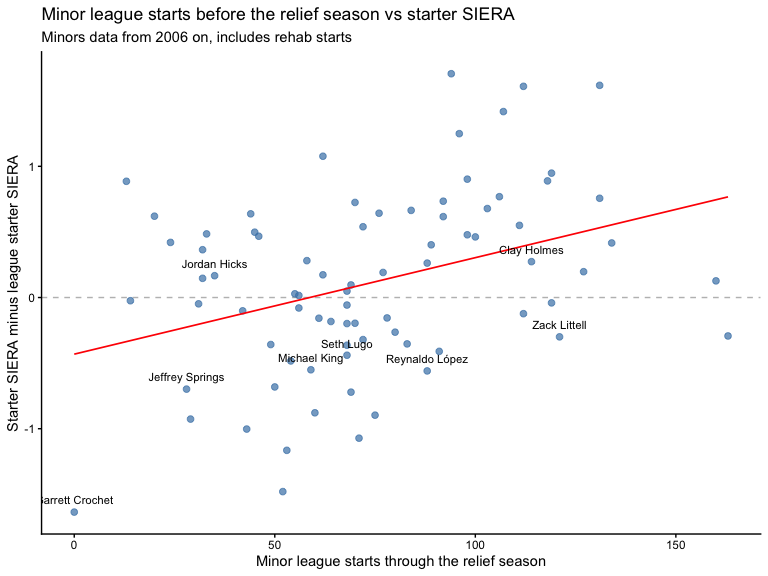 Minor league starts before the relief season vs starter SIERA
Minors data from 2006 on, includes rehab starts
Starter SIERA minus league starter SIERA
1
0
-1
Jordan Hicks
Clay Holmes
Zack Littell
Seth Lugo
Michael King
Reynaldo López
Jeffrey Springs
arrett Crochet
0
50
100
150
Minor league starts through the relief season